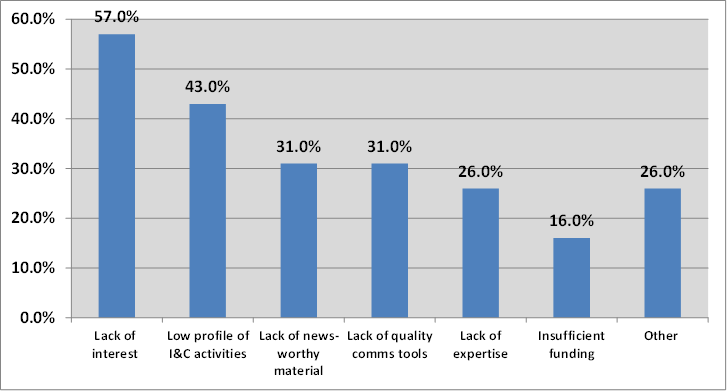 60.0%
50.0%
40.0%
30.0%
20.0%
10.0%
0.0%
57.0%
43.0%
31.0%
31.0%
26.0%
16.0%
26.0%
Lack of
interest
Low profile of
I&C activities
Lack of news-
worthy
material
Lack of quality
comms tools
Lack of
expertise
Insufficient
funding
Other